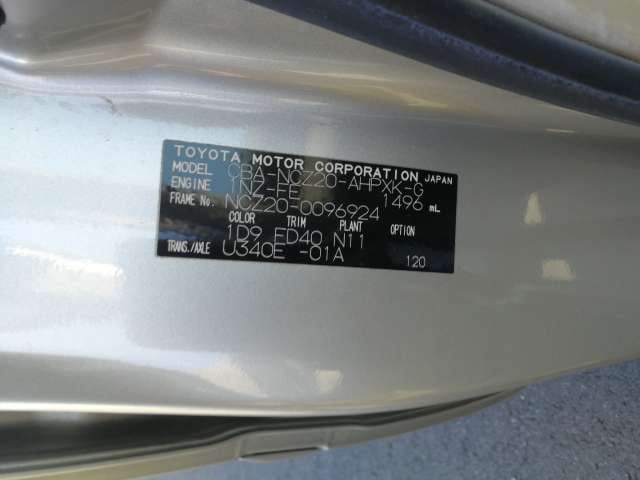 TOYOTA MOTOR CORPORATION JAPAN
MODEL CBA-NCZ20-AHPXK-G
ENGINE 1NZ-FE 1496 mL
FRAME No. NCZ20-0096924
COLOR TRIM PLANT OPTION
1D9 FD40 N11
TRANS./AXLE U340E -01A 120